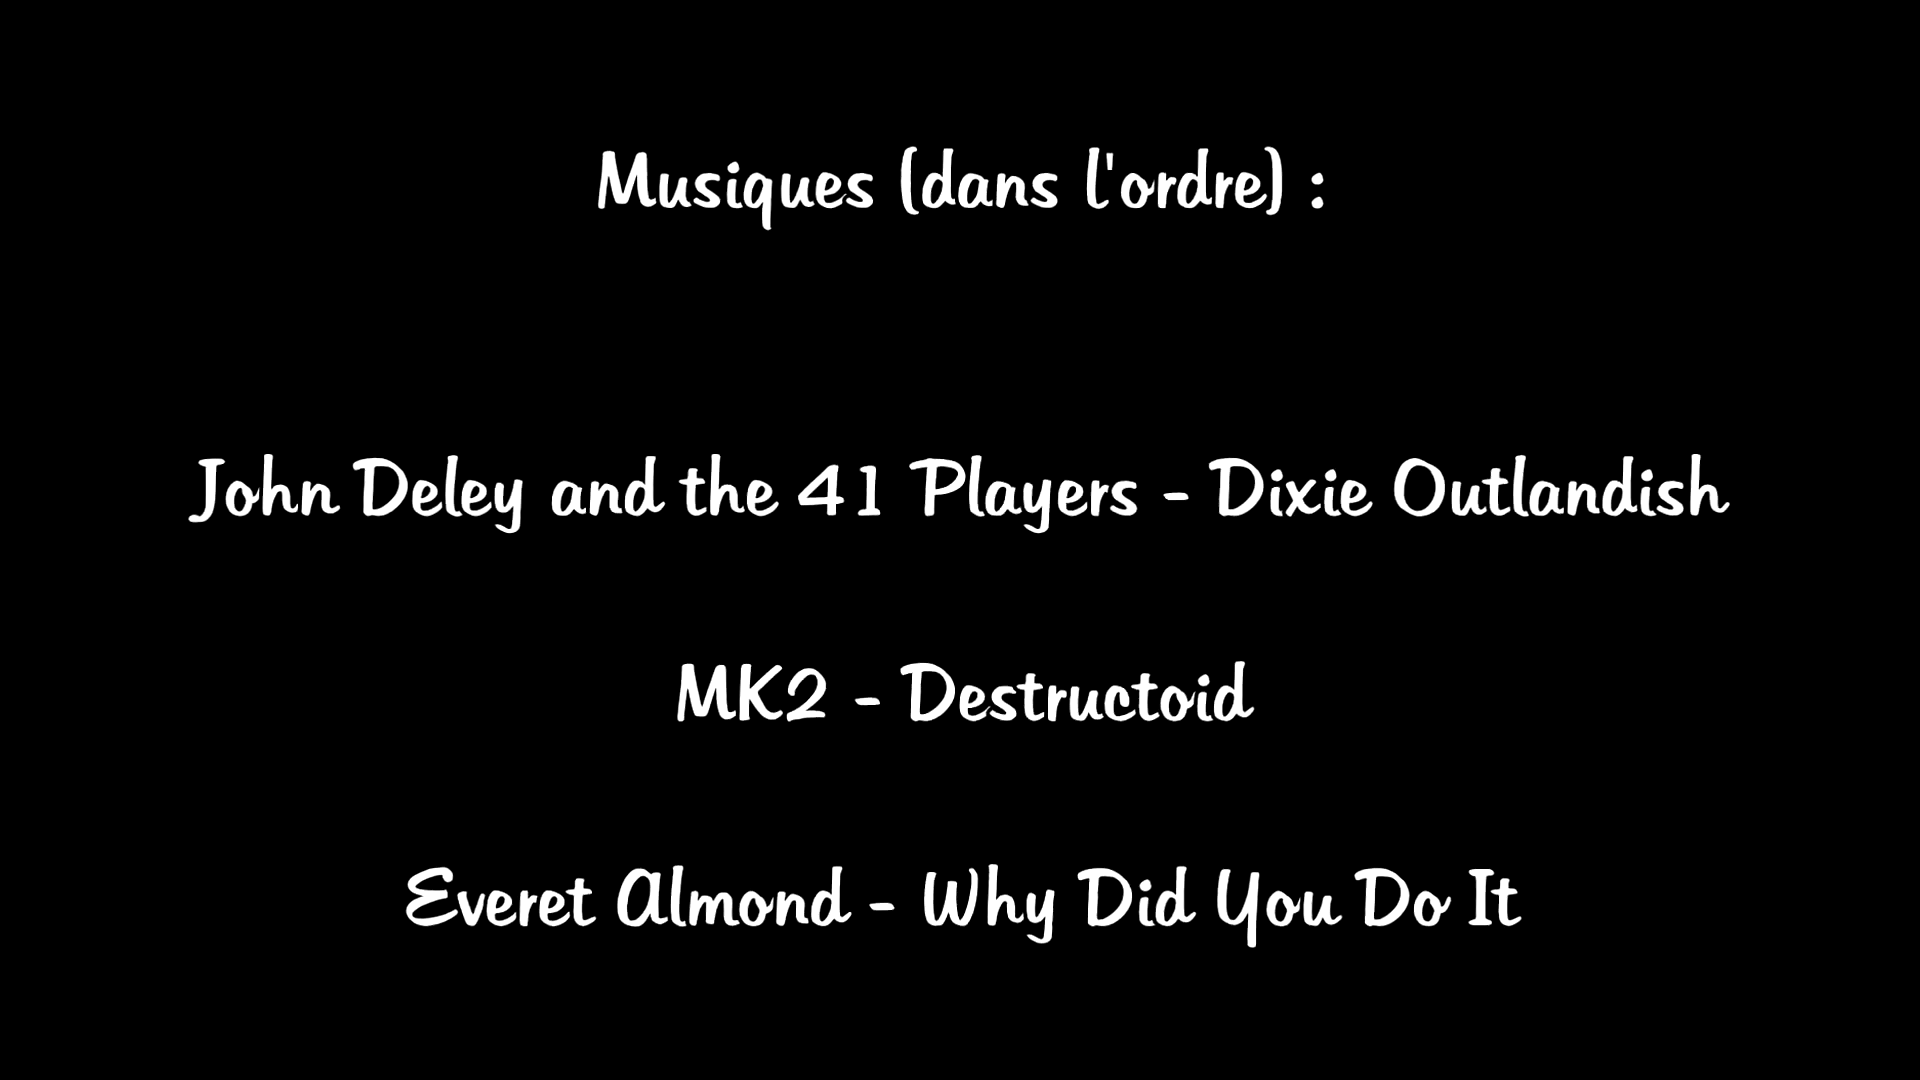 Musiques (dans l'ordre) :
John Deley and the 41 Players - Dixie Outlandish
MK2 - Destructoid
Everet Almond - Why Did You Do It